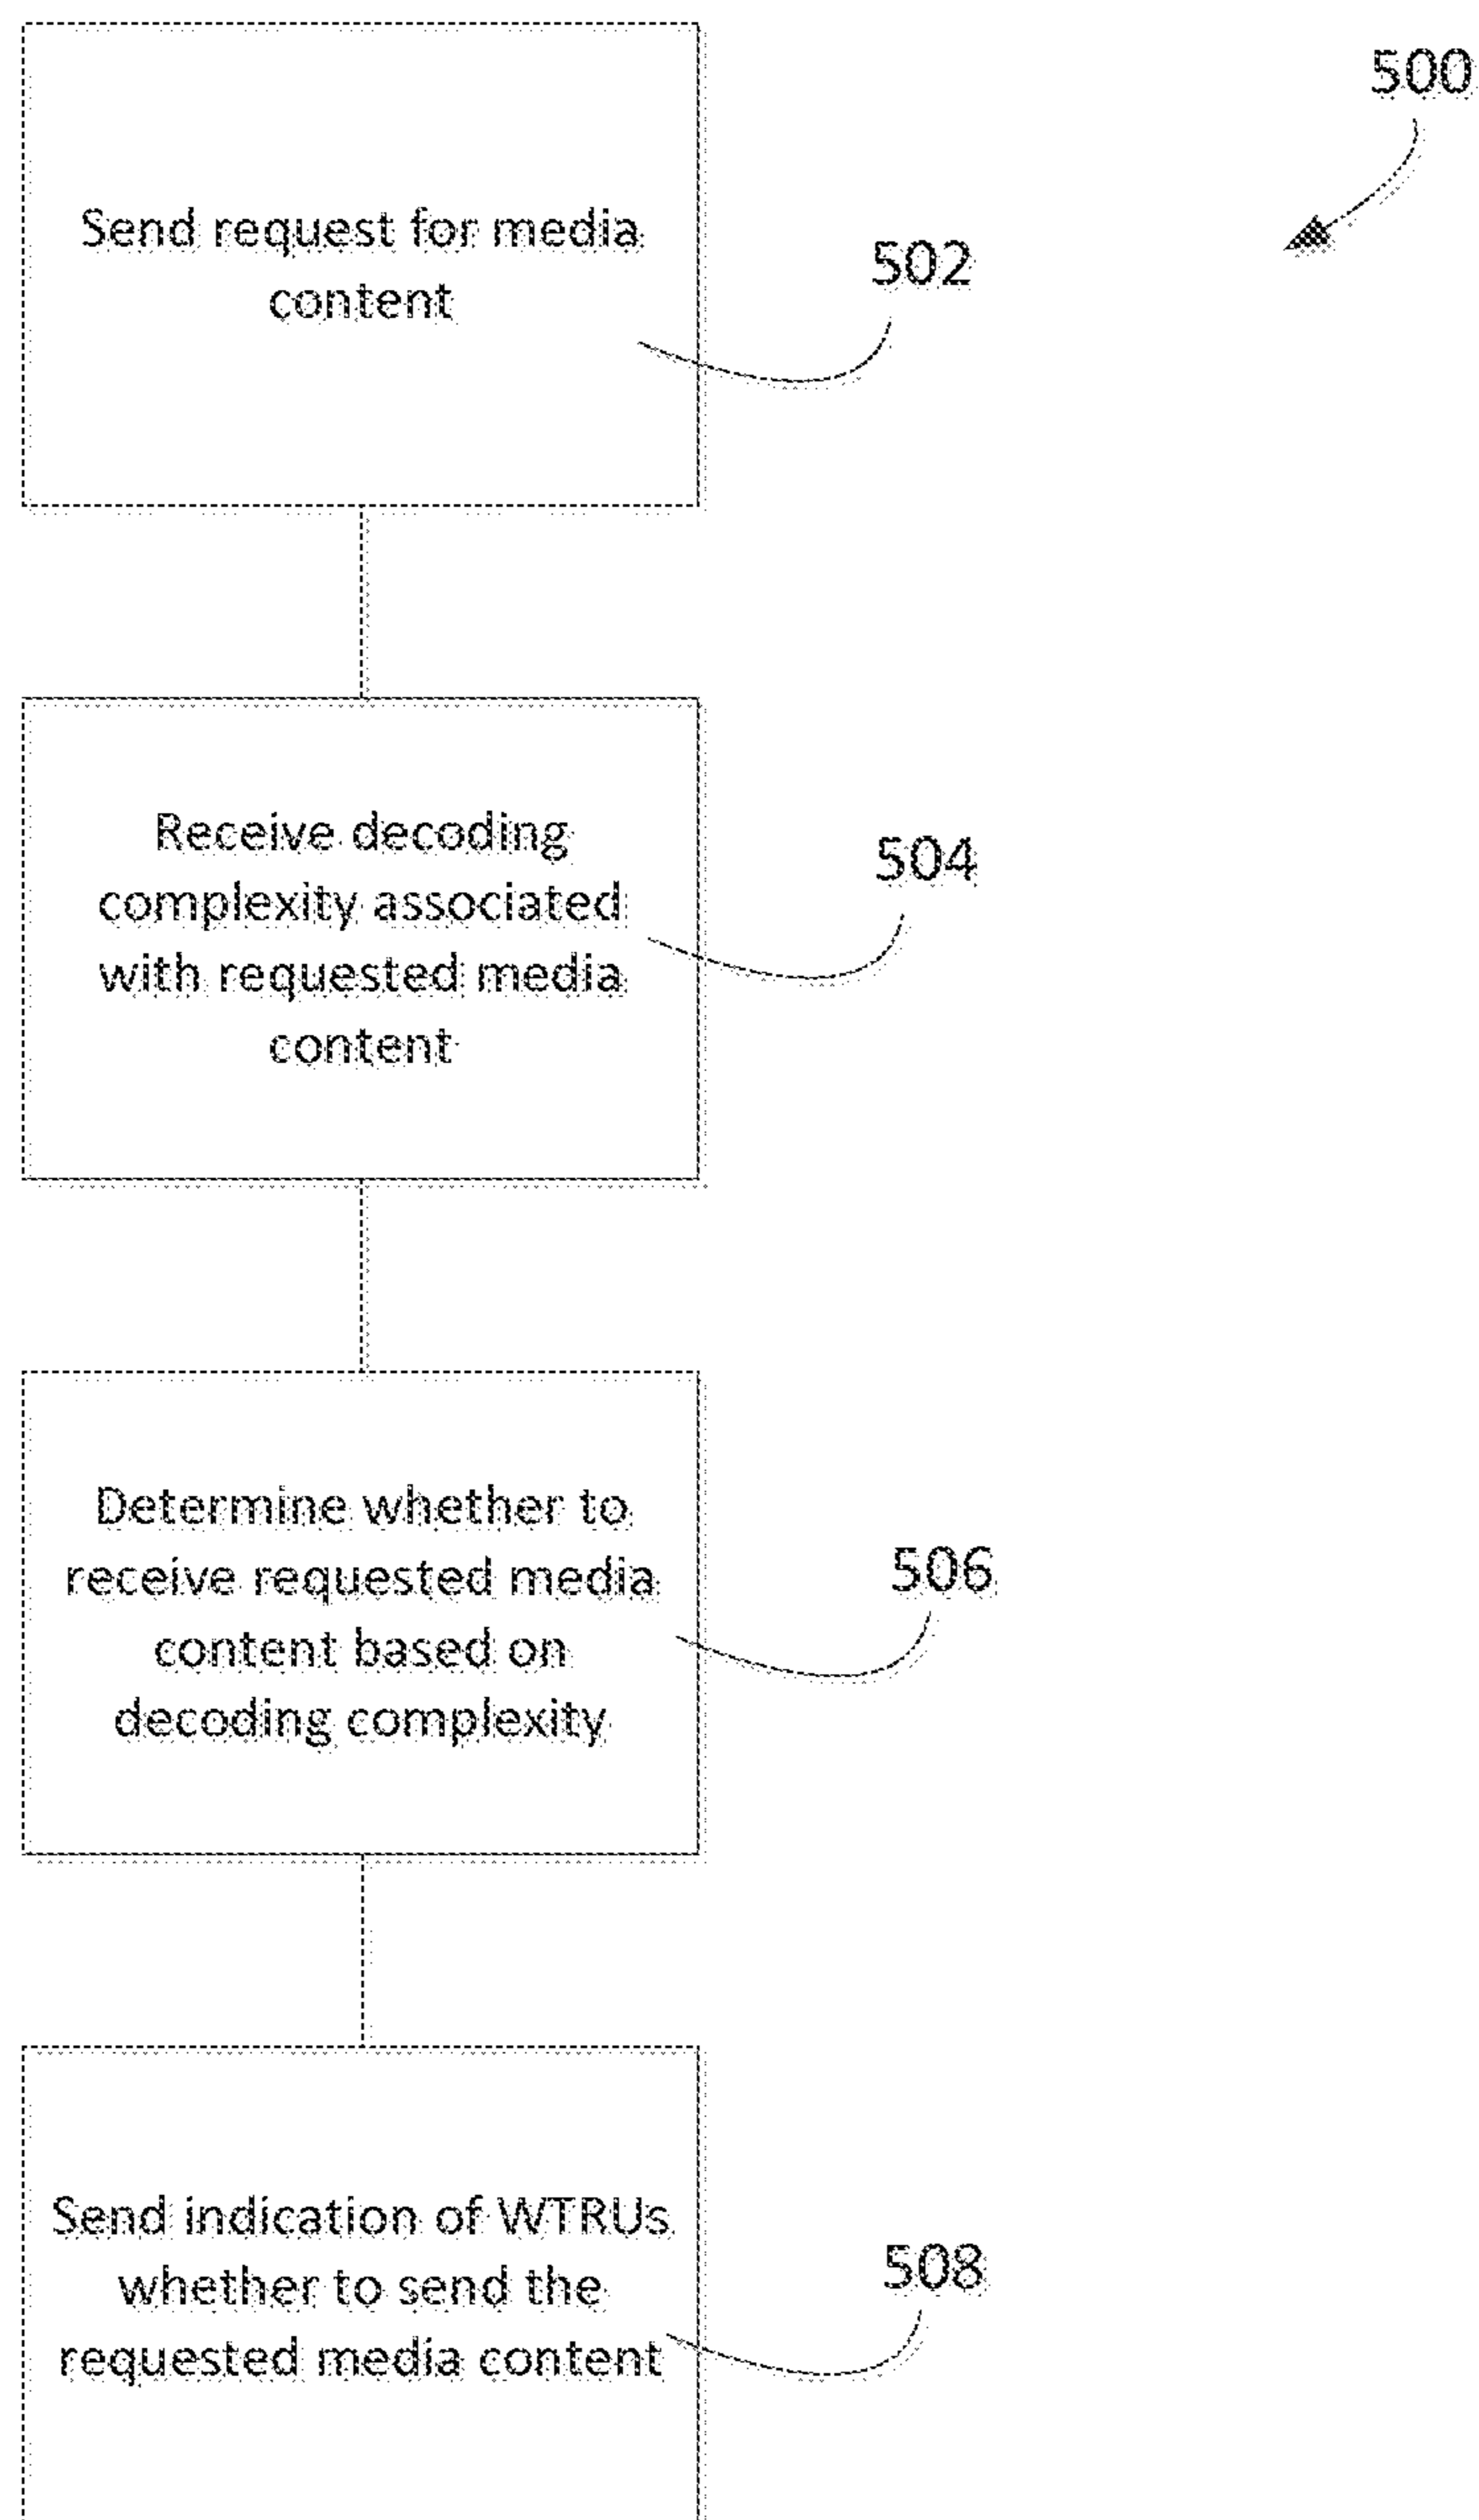 500
Send request for media
content
502
Receive decoding
complexity associated
with requested media
content
504
Determine whether to
receive requested media
content based on
decoding complexity
506
Send indication of WTRUs
whether to send the
requested media content
508